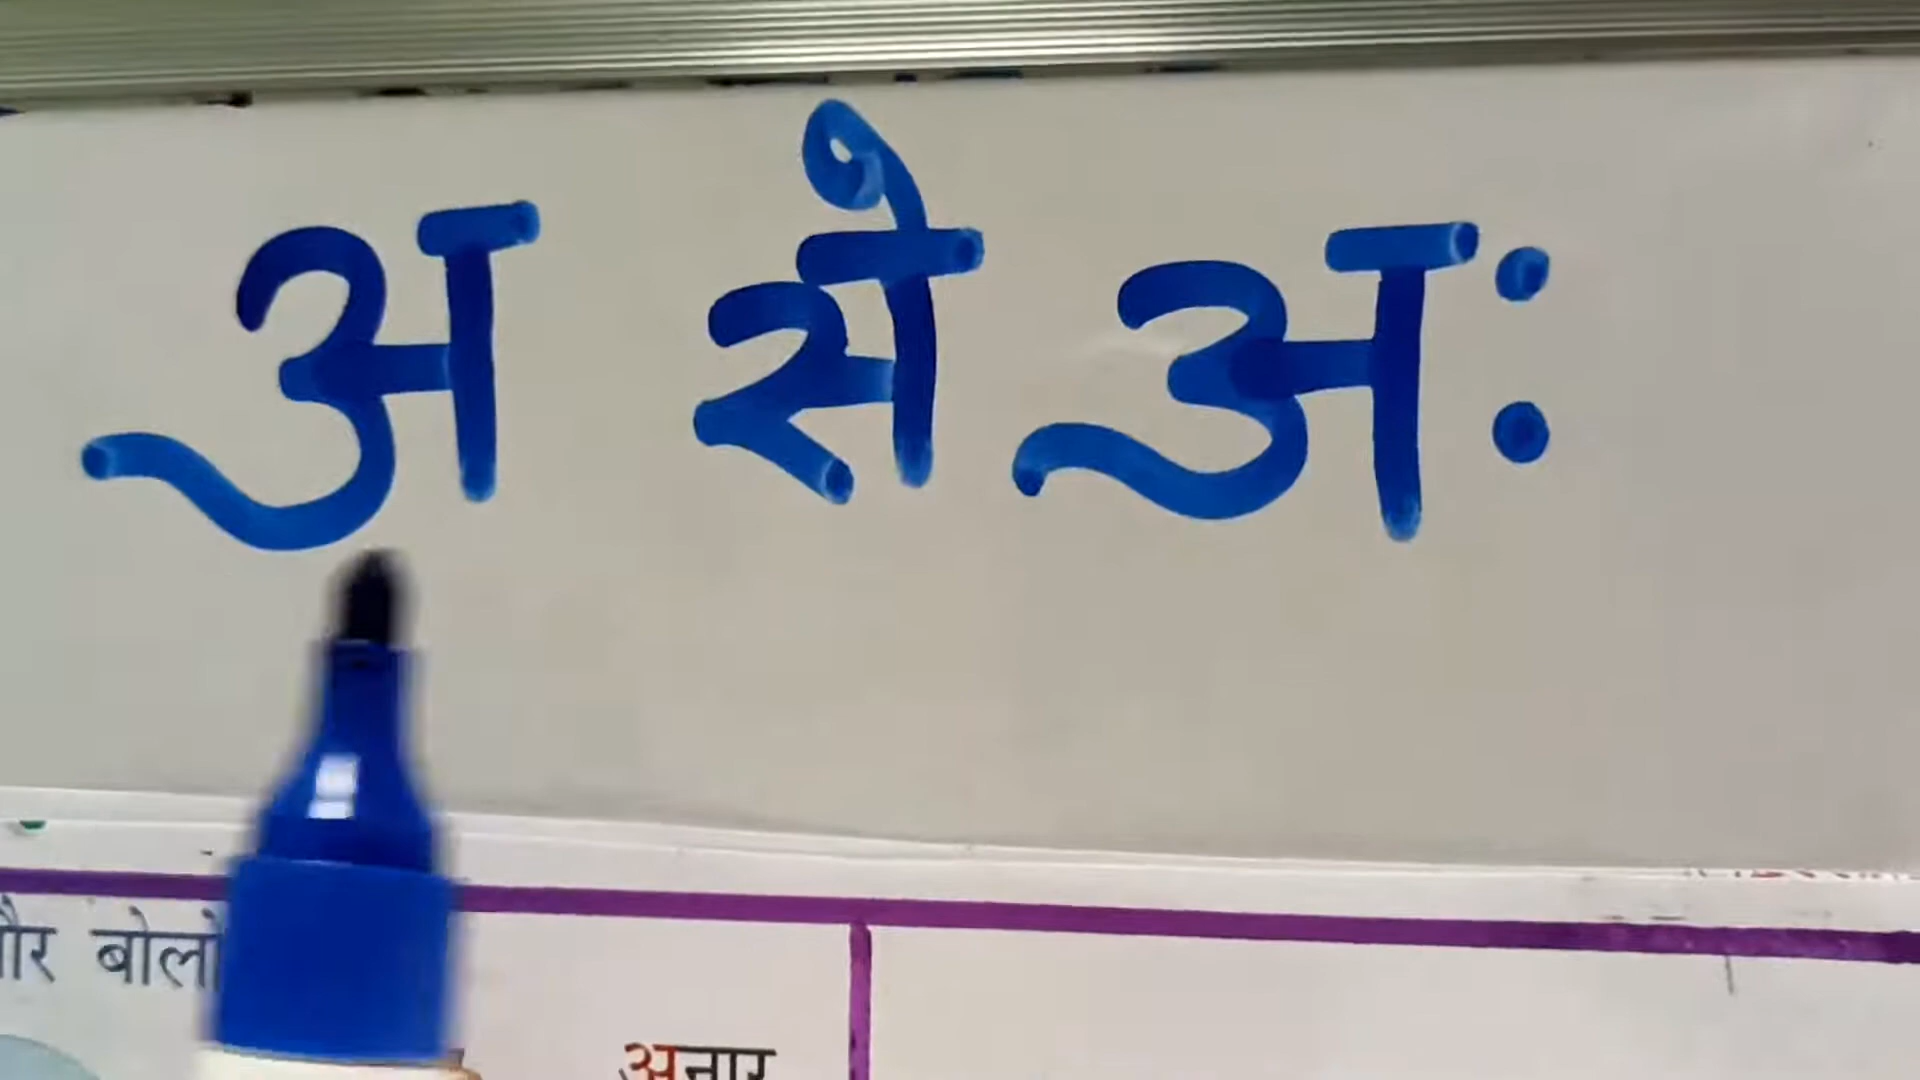 अ से अः
और बोलो
अनार